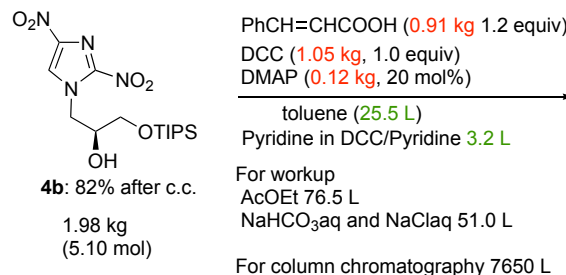 O₂N
N
NO₂
N
OTIPS
OH
4b: 82% after c.c.
1.98 kg
(5.10 mol)
PhCH=CHCOOH (0.91 kg 1.2 equiv)
DCC (1.05 kg, 1.0 equiv)
DMAP (0.12 kg, 20 mol%)
toluene (25.5 L)
Pyridine in DCC/Pyridine 3.2 L
For workup
AcOEt 76.5 L
NaHCO₃aq and NaClaq 51.0 L
For column chromatography 7650 L